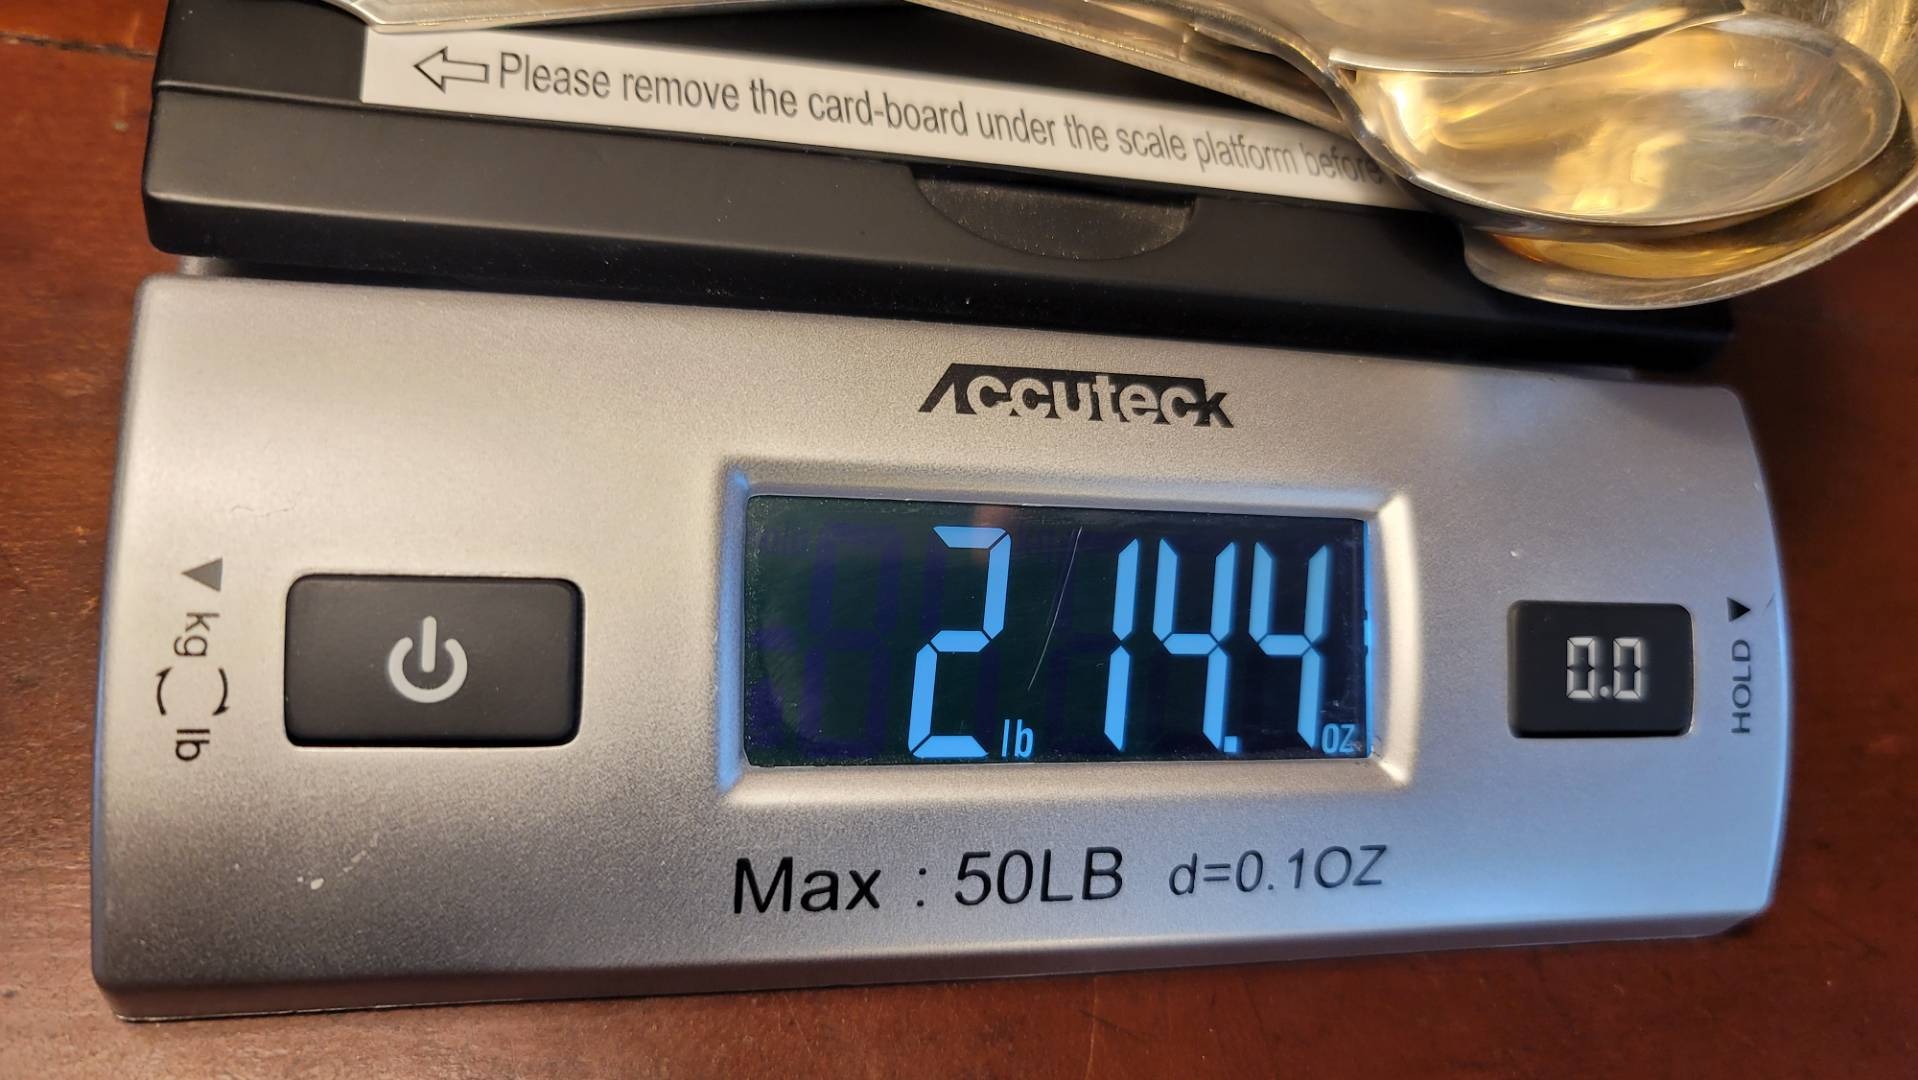 Please remove the card-board under the scale platform before
Accuteck
kg lb
2 lb 14.4 oz
0.0
HOLD
Max : 50LB d=0.1OZ